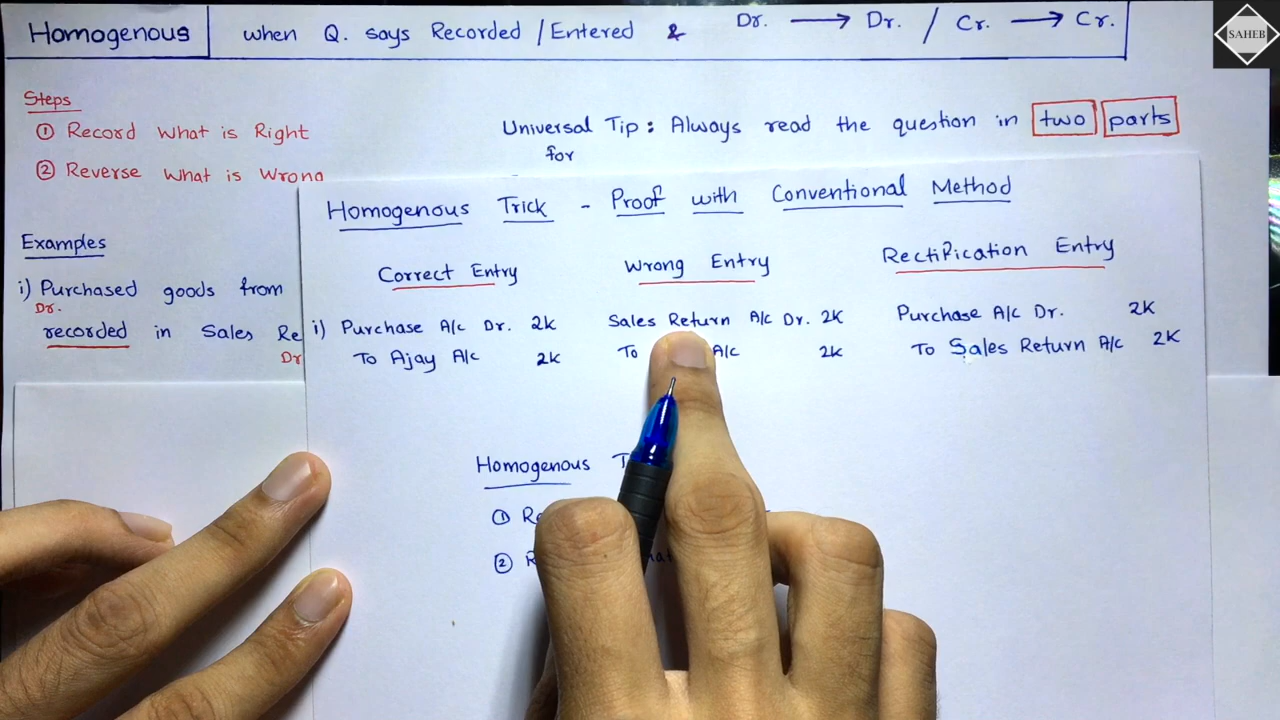 Homogenous when Q. says Recorded / Entered & Dr. → Dr. / Cr. → Cr.
SAHEB
Steps
① Record What is Right
② Reverse What is Wrong
Universal Tip : Always read the question in two parts
for
Examples
i) Purchased goods from
Dr.
recorded in Sales Re
Dr
Homogenous Trick - Proof with Conventional Method
Correct Entry Wrong Entry Rectification Entry
i) Purchase A/c Dr. 2K Sales Return A/c Dr. 2K Purchase A/c Dr. 2K
To Ajay A/c 2K To A/c 2K To Sales Return A/c 2K
Homogenous
①
②